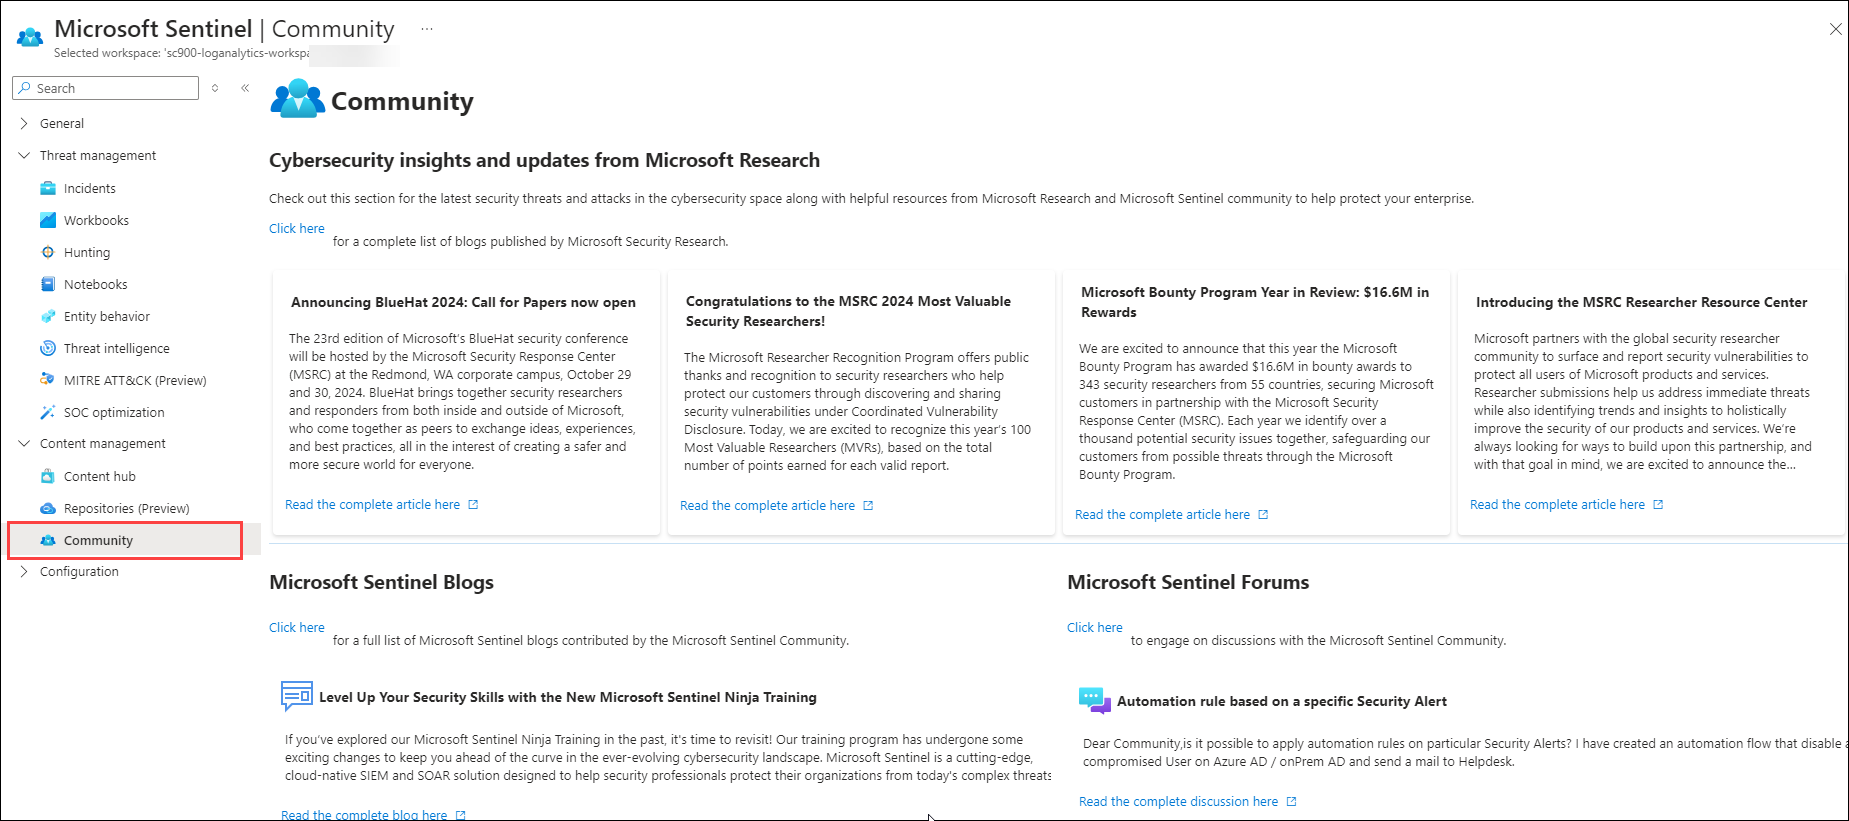 Microsoft Sentinel | Community ...
Selected workspace: 'sc900-loganalytics-workspa
Search
General
Threat management
Incidents
Workbooks
Hunting
Notebooks
Entity behavior
Threat intelligence
MITRE ATT&CK (Preview)
SOC optimization
Content management
Content hub
Repositories (Preview)
Community
Configuration
Community
Cybersecurity insights and updates from Microsoft Research
Check out this section for the latest security threats and attacks in the cybersecurity space along with helpful resources from Microsoft Research and Microsoft Sentinel community to help protect your enterprise.
Click here
for a complete list of blogs published by Microsoft Security Research.
Announcing BlueHat 2024: Call for Papers now open
The 23rd edition of Microsoft's BlueHat security conference
will be hosted by the Microsoft Security Response Center
(MSRC) at the Redmond, WA corporate campus, October 29
and 30, 2024. BlueHat brings together security researchers
and responders from both inside and outside of Microsoft,
who come together as peers to exchange ideas, experiences,
and best practices, all in the interest of creating a safer and
more secure world for everyone.
Read the complete article here
Congratulations to the MSRC 2024 Most Valuable
Security Researchers!
The Microsoft Researcher Recognition Program offers public
thanks and recognition to security researchers who help
protect our customers through discovering and sharing
security vulnerabilities under Coordinated Vulnerability
Disclosure. Today, we are excited to recognize this year's 100
Most Valuable Researchers (MVRs), based on the total
number of points earned for each valid report.
Read the complete article here
Microsoft Bounty Program Year in Review: $16.6M in
Rewards
We are excited to announce that this year the Microsoft
Bounty Program has awarded $16.6M in bounty awards to
343 security researchers from 55 countries, securing Microsoft
customers in partnership with the Microsoft Security
Response Center (MSRC). Each year we identify over a
thousand potential security issues together, safeguarding our
customers from possible threats through the Microsoft
Bounty Program.
Read the complete article here
Introducing the MSRC Researcher Resource Center
Microsoft partners with the global security researcher
community to surface and report security vulnerabilities to
protect all users of Microsoft products and services.
Researcher submissions help us address immediate threats
while also identifying trends and insights to holistically
improve the security of our products and services. We're
always looking for ways to build upon this partnership, and
with that goal in mind, we are excited to announce the...
Read the complete article here
Microsoft Sentinel Blogs
Click here
for a full list of Microsoft Sentinel blogs contributed by the Microsoft Sentinel Community.
Level Up Your Security Skills with the New Microsoft Sentinel Ninja Training
If you've explored our Microsoft Sentinel Ninja Training in the past, it's time to revisit! Our training program has undergone some
exciting changes to keep you ahead of the curve in the ever-evolving cybersecurity landscape. Microsoft Sentinel is a cutting-edge,
cloud-native SIEM and SOAR solution designed to help security professionals protect their organizations from today's complex threats
Read the complete blog here
Microsoft Sentinel Forums
Click here
to engage on discussions with the Microsoft Sentinel Community.
Automation rule based on a specific Security Alert
Dear Community,is it possible to apply automation rules on particular Security Alerts? I have created an automation flow that disable a
compromised User on Azure AD / onPrem AD and send a mail to Helpdesk.
Read the complete discussion here